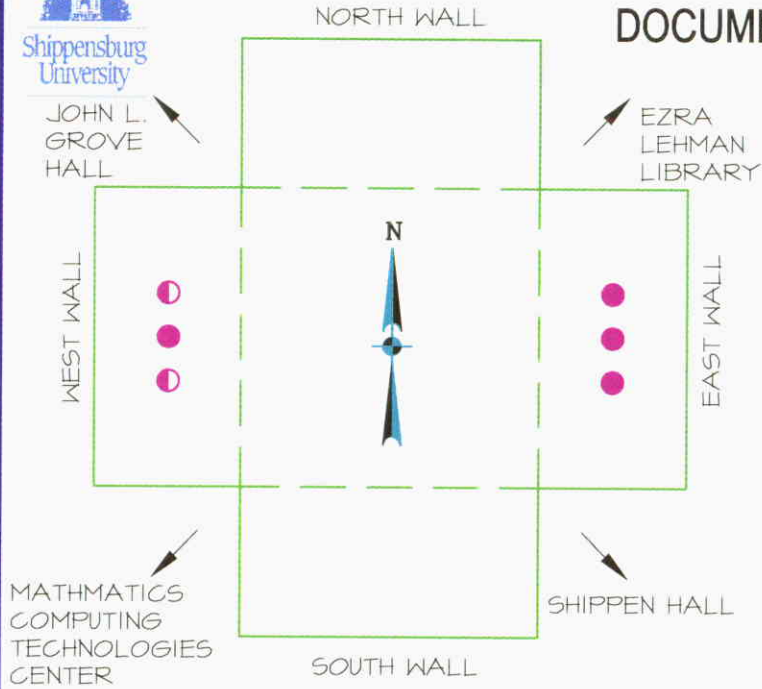 NORTH WALL
DOCUM
Shippensburg
University
JOHN L.
GROVE
HALL
EZRA
LEHMAN
LIBRARY
N
WEST WALL
EAST WALL
MATHMATICS
COMPUTING
TECHNOLOGIES
CENTER
SHIPPEN HALL
SOUTH WALL